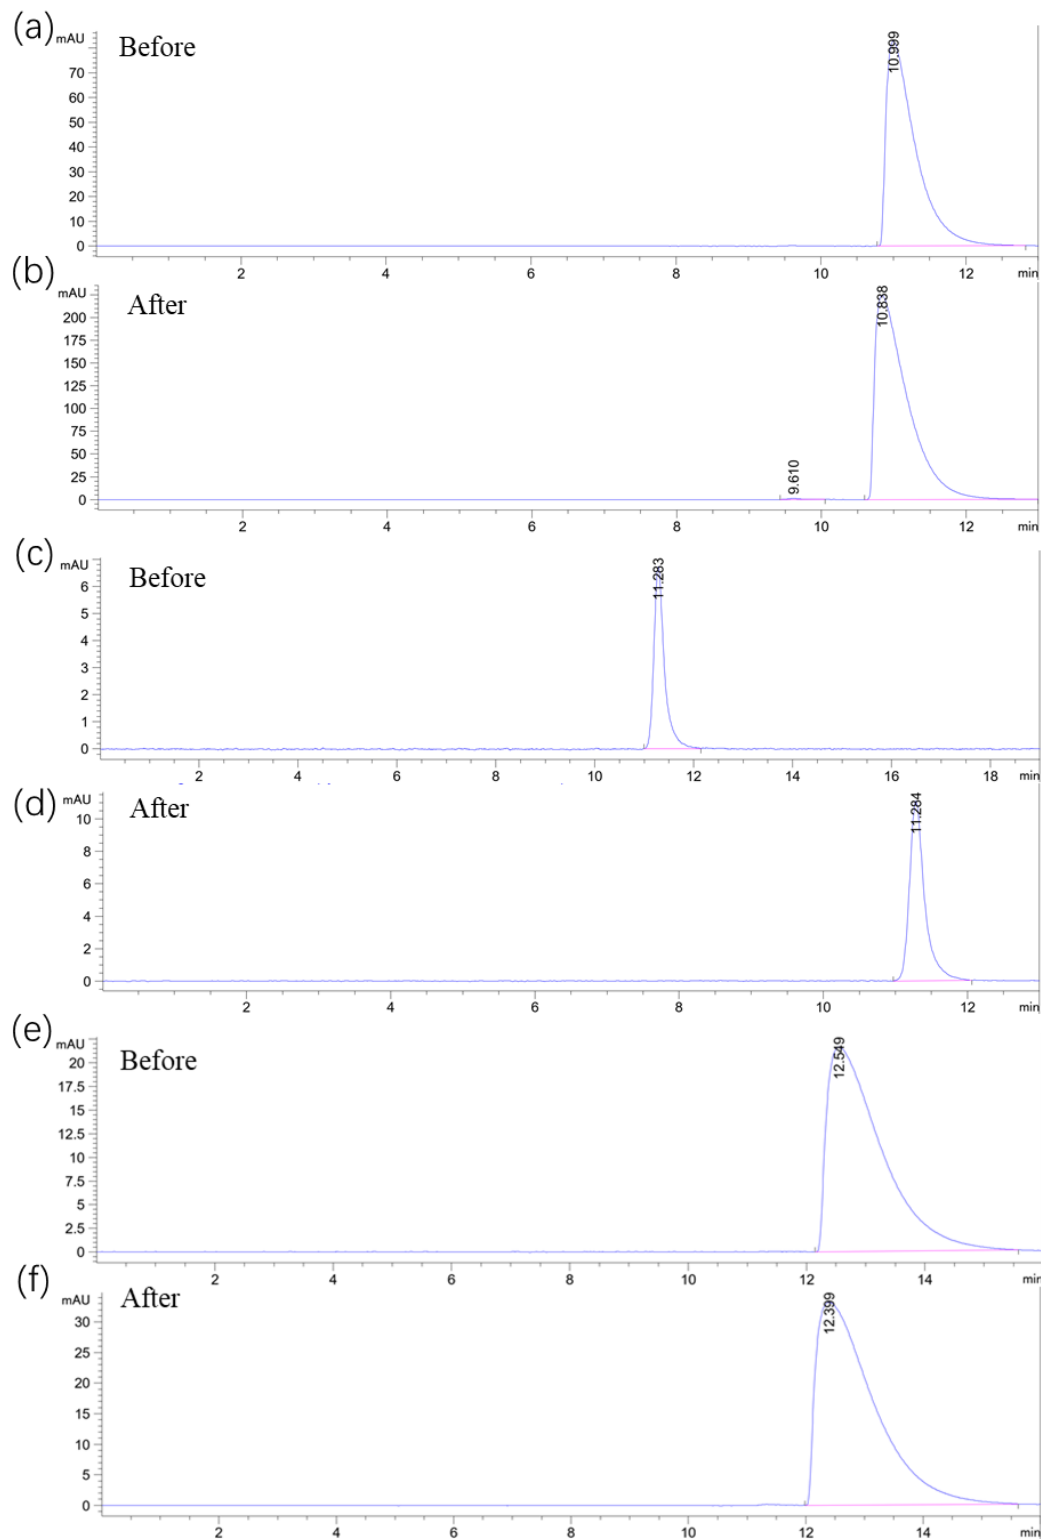 (a)
mAU
Before
10.999
70
60
50
40
30
20
10
0
2 4 6 8 10 12 min
(b)
mAU
After
10.838
200
175
150
125
100
75
50
25
0
9.610
2 4 6 8 10 12 min
(c)
mAU
Before
11.283
6
5
4
3
2
1
0
2 4 6 8 10 12 14 16 18 min
(d)
mAU
After
11.284
10
8
6
4
2
0
2 4 6 8 10 12 min
(e)
mAU
Before
12.549
20
17.5
15
12.5
10
7.5
5
2.5
0
2 4 6 8 10 12 14 min
(f)
mAU
After
12.399
30
25
20
15
10
5
0
2 4 6 8 10 12 14 min